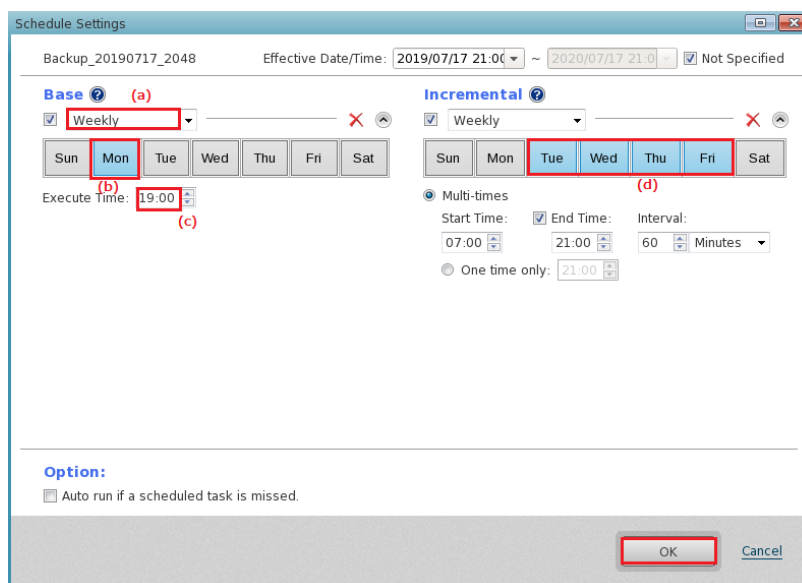 Schedule Settings
Backup_20190717_2048 Effective Date/Time: 2019/07/17 21:00 ~ 2020/07/17 21:0 Not Specified
Base ? (a)
Weekly
Sun Mon Tue Wed Thu Fri Sat
(b)
Execute Time: 19:00
(c)
Incremental ?
Weekly
Sun Mon Tue Wed Thu Fri Sat
(d)
Multi-times
Start Time: End Time: Interval:
07:00 21:00 60 Minutes
One time only: 21:00
Option:
Auto run if a scheduled task is missed.
OK Cancel